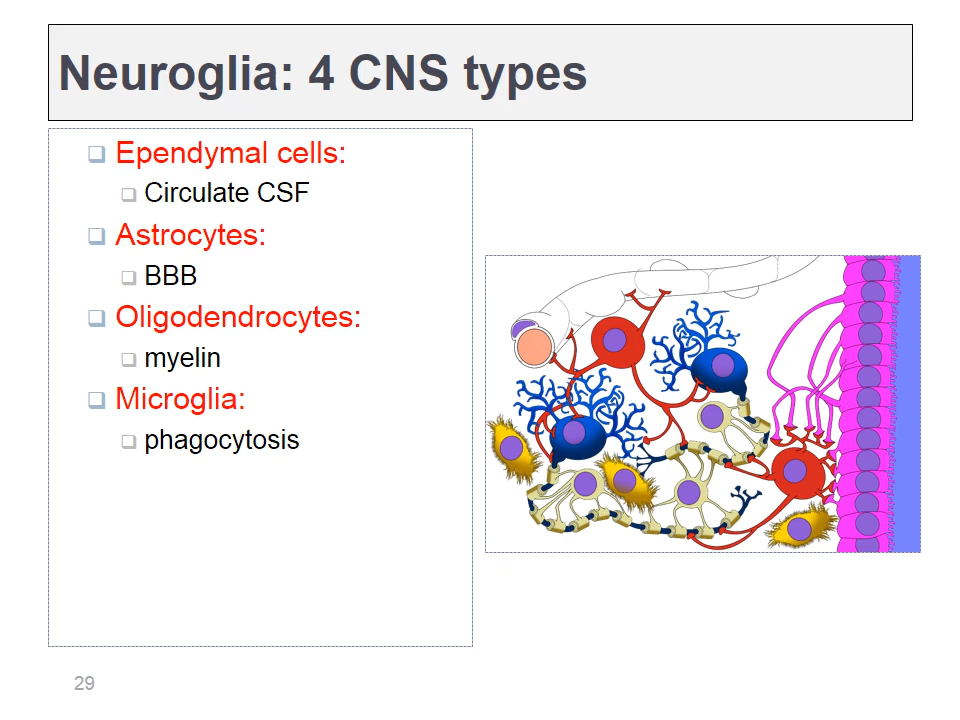 Neuroglia: 4 CNS types
Ependymal cells:
Circulate CSF
Astrocytes:
BBB
Oligodendrocytes:
myelin
Microglia:
phagocytosis
29